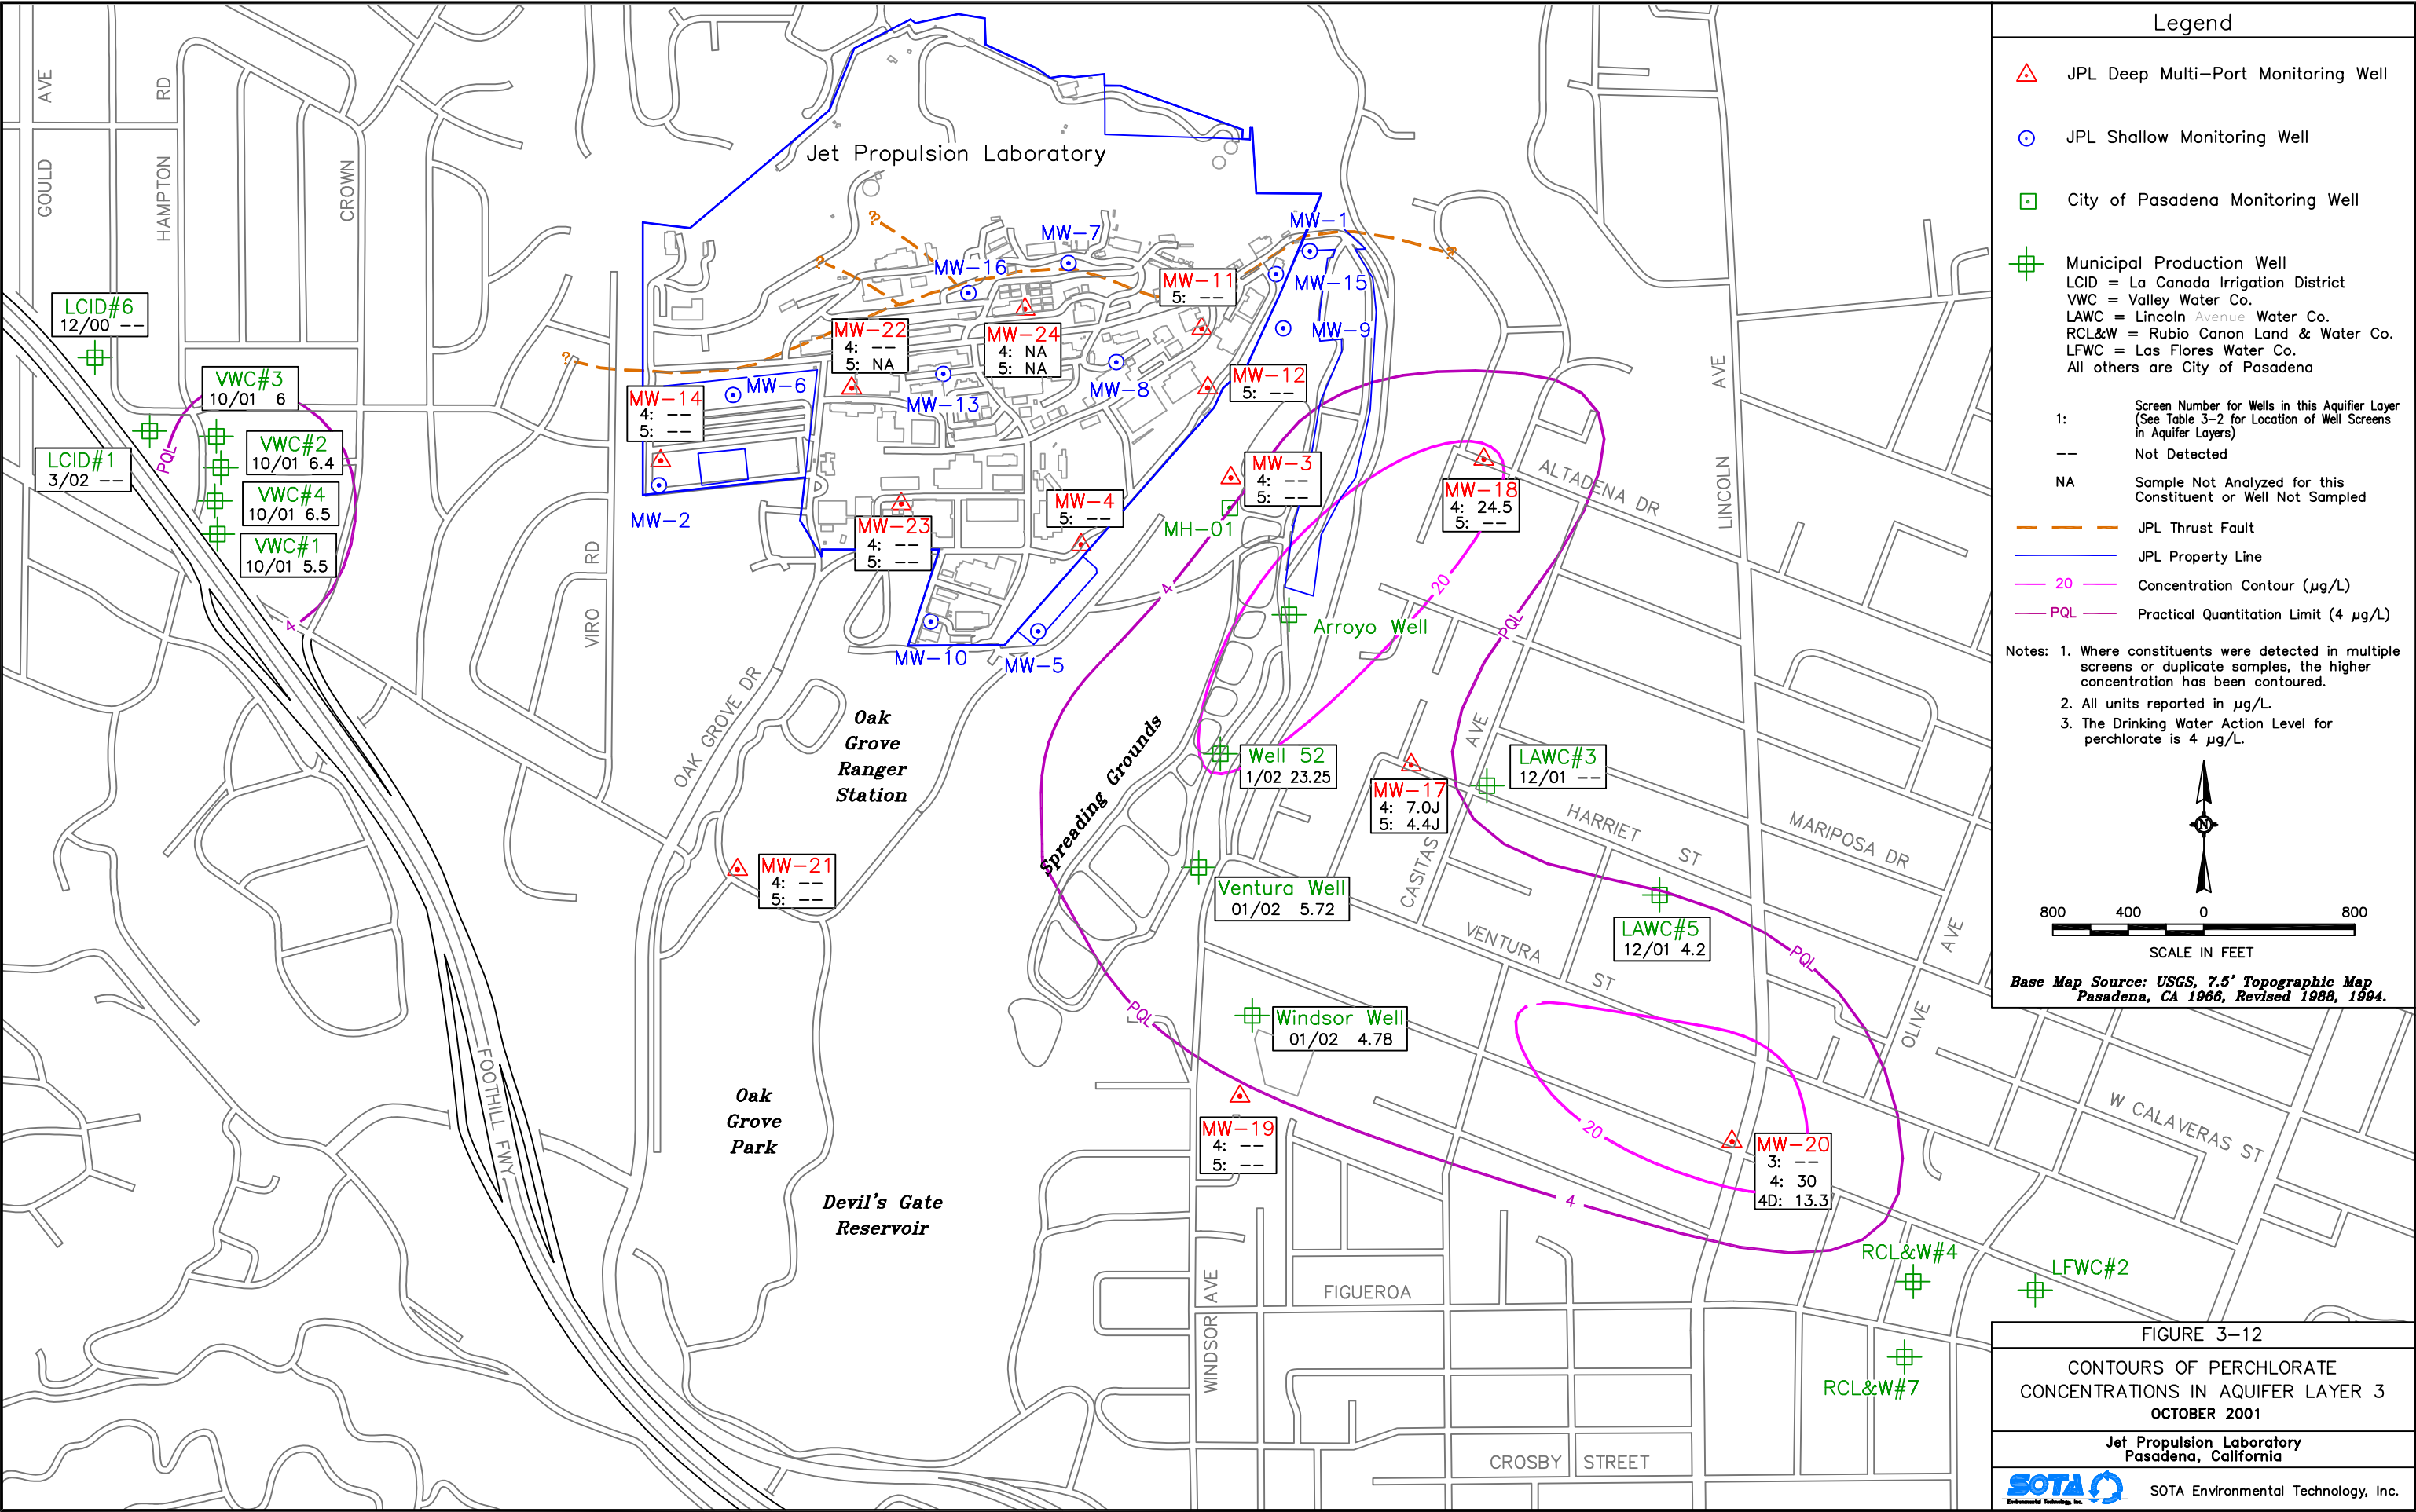 Legend
JPL Deep Multi-Port Monitoring Well
JPL Shallow Monitoring Well
City of Pasadena Monitoring Well
Municipal Production Well
LCID = La Canada Irrigation District
VWC = Valley Water Co.
LAWC = Lincoln Avenue Water Co.
RCL&W = Rubio Canon Land & Water Co.
LFWC = Las Flores Water Co.
All others are City of Pasadena
1: Screen Number for Wells in this Aquifer Layer
(See Table 3-2 for Location of Well Screens
in Aquifer Layers)
-- Not Detected
NA Sample Not Analyzed for this
Constituent or Well Not Sampled
JPL Thrust Fault
JPL Property Line
20 Concentration Contour (µg/L)
PQL Practical Quantitation Limit (4 µg/L)
Notes: 1. Where constituents were detected in multiple
screens or duplicate samples, the higher
concentration has been contoured.
2. All units reported in µg/L.
3. The Drinking Water Action Level for
perchlorate is 4 µg/L.
N
800 400 0 800
SCALE IN FEET
Base Map Source: USGS, 7.5' Topographic Map
Pasadena, CA 1966, Revised 1988, 1994.
FIGURE 3-12
CONTOURS OF PERCHLORATE
CONCENTRATIONS IN AQUIFER LAYER 3
OCTOBER 2001
Jet Propulsion Laboratory
Pasadena, California
SOTA
Environmental Technology, Inc.
SOTA Environmental Technology, Inc.
GOULD AVE
HAMPTON RD
CROWN
VIRO RD
Jet Propulsion Laboratory
LCID#6
12/00 --
VWC#3
10/01 6
VWC#2
10/01 6.4
VWC#4
10/01 6.5
VWC#1
10/01 5.5
LCID#1
3/02 --
PQL
4
?
?
?
?
MW-7
MW-16
MW-1
MW-15
MW-9
MW-11
5: --
MW-22
4: --
5: NA
MW-24
4: NA
5: NA
MW-12
5: --
MW-14
4: --
5: --
MW-6
MW-13
MW-8
MW-2
MW-23
4: --
5: --
MW-4
5: --
MW-3
4: --
5: --
MH-01
MW-18
4: 24.5
5: --
MW-10
MW-5
4
20
PQL
Arroyo Well
ALTADENA DR
LINCOLN AVE
OAK GROVE DR
Oak
Grove
Ranger
Station
Spreading Grounds
Well 52
1/02 23.25
MW-17
4: 7.0J
5: 4.4J
LAWC#3
12/01 --
CASITAS AVE
HARRIET ST
MARIPOSA DR
MW-21
4: --
5: --
Ventura Well
01/02 5.72
LAWC#5
12/01 4.2
VENTURA ST
PQL
PQL
OLIVE AVE
Windsor Well
01/02 4.78
FOOTHILL FWY
Oak
Grove
Park
MW-19
4: --
5: --
20
MW-20
3: --
4: 30
4D: 13.3
W CALAVERAS ST
Devil's Gate
Reservoir
4
RCL&W#4
LFWC#2
RCL&W#7
WINDSOR AVE
FIGUEROA
CROSBY STREET